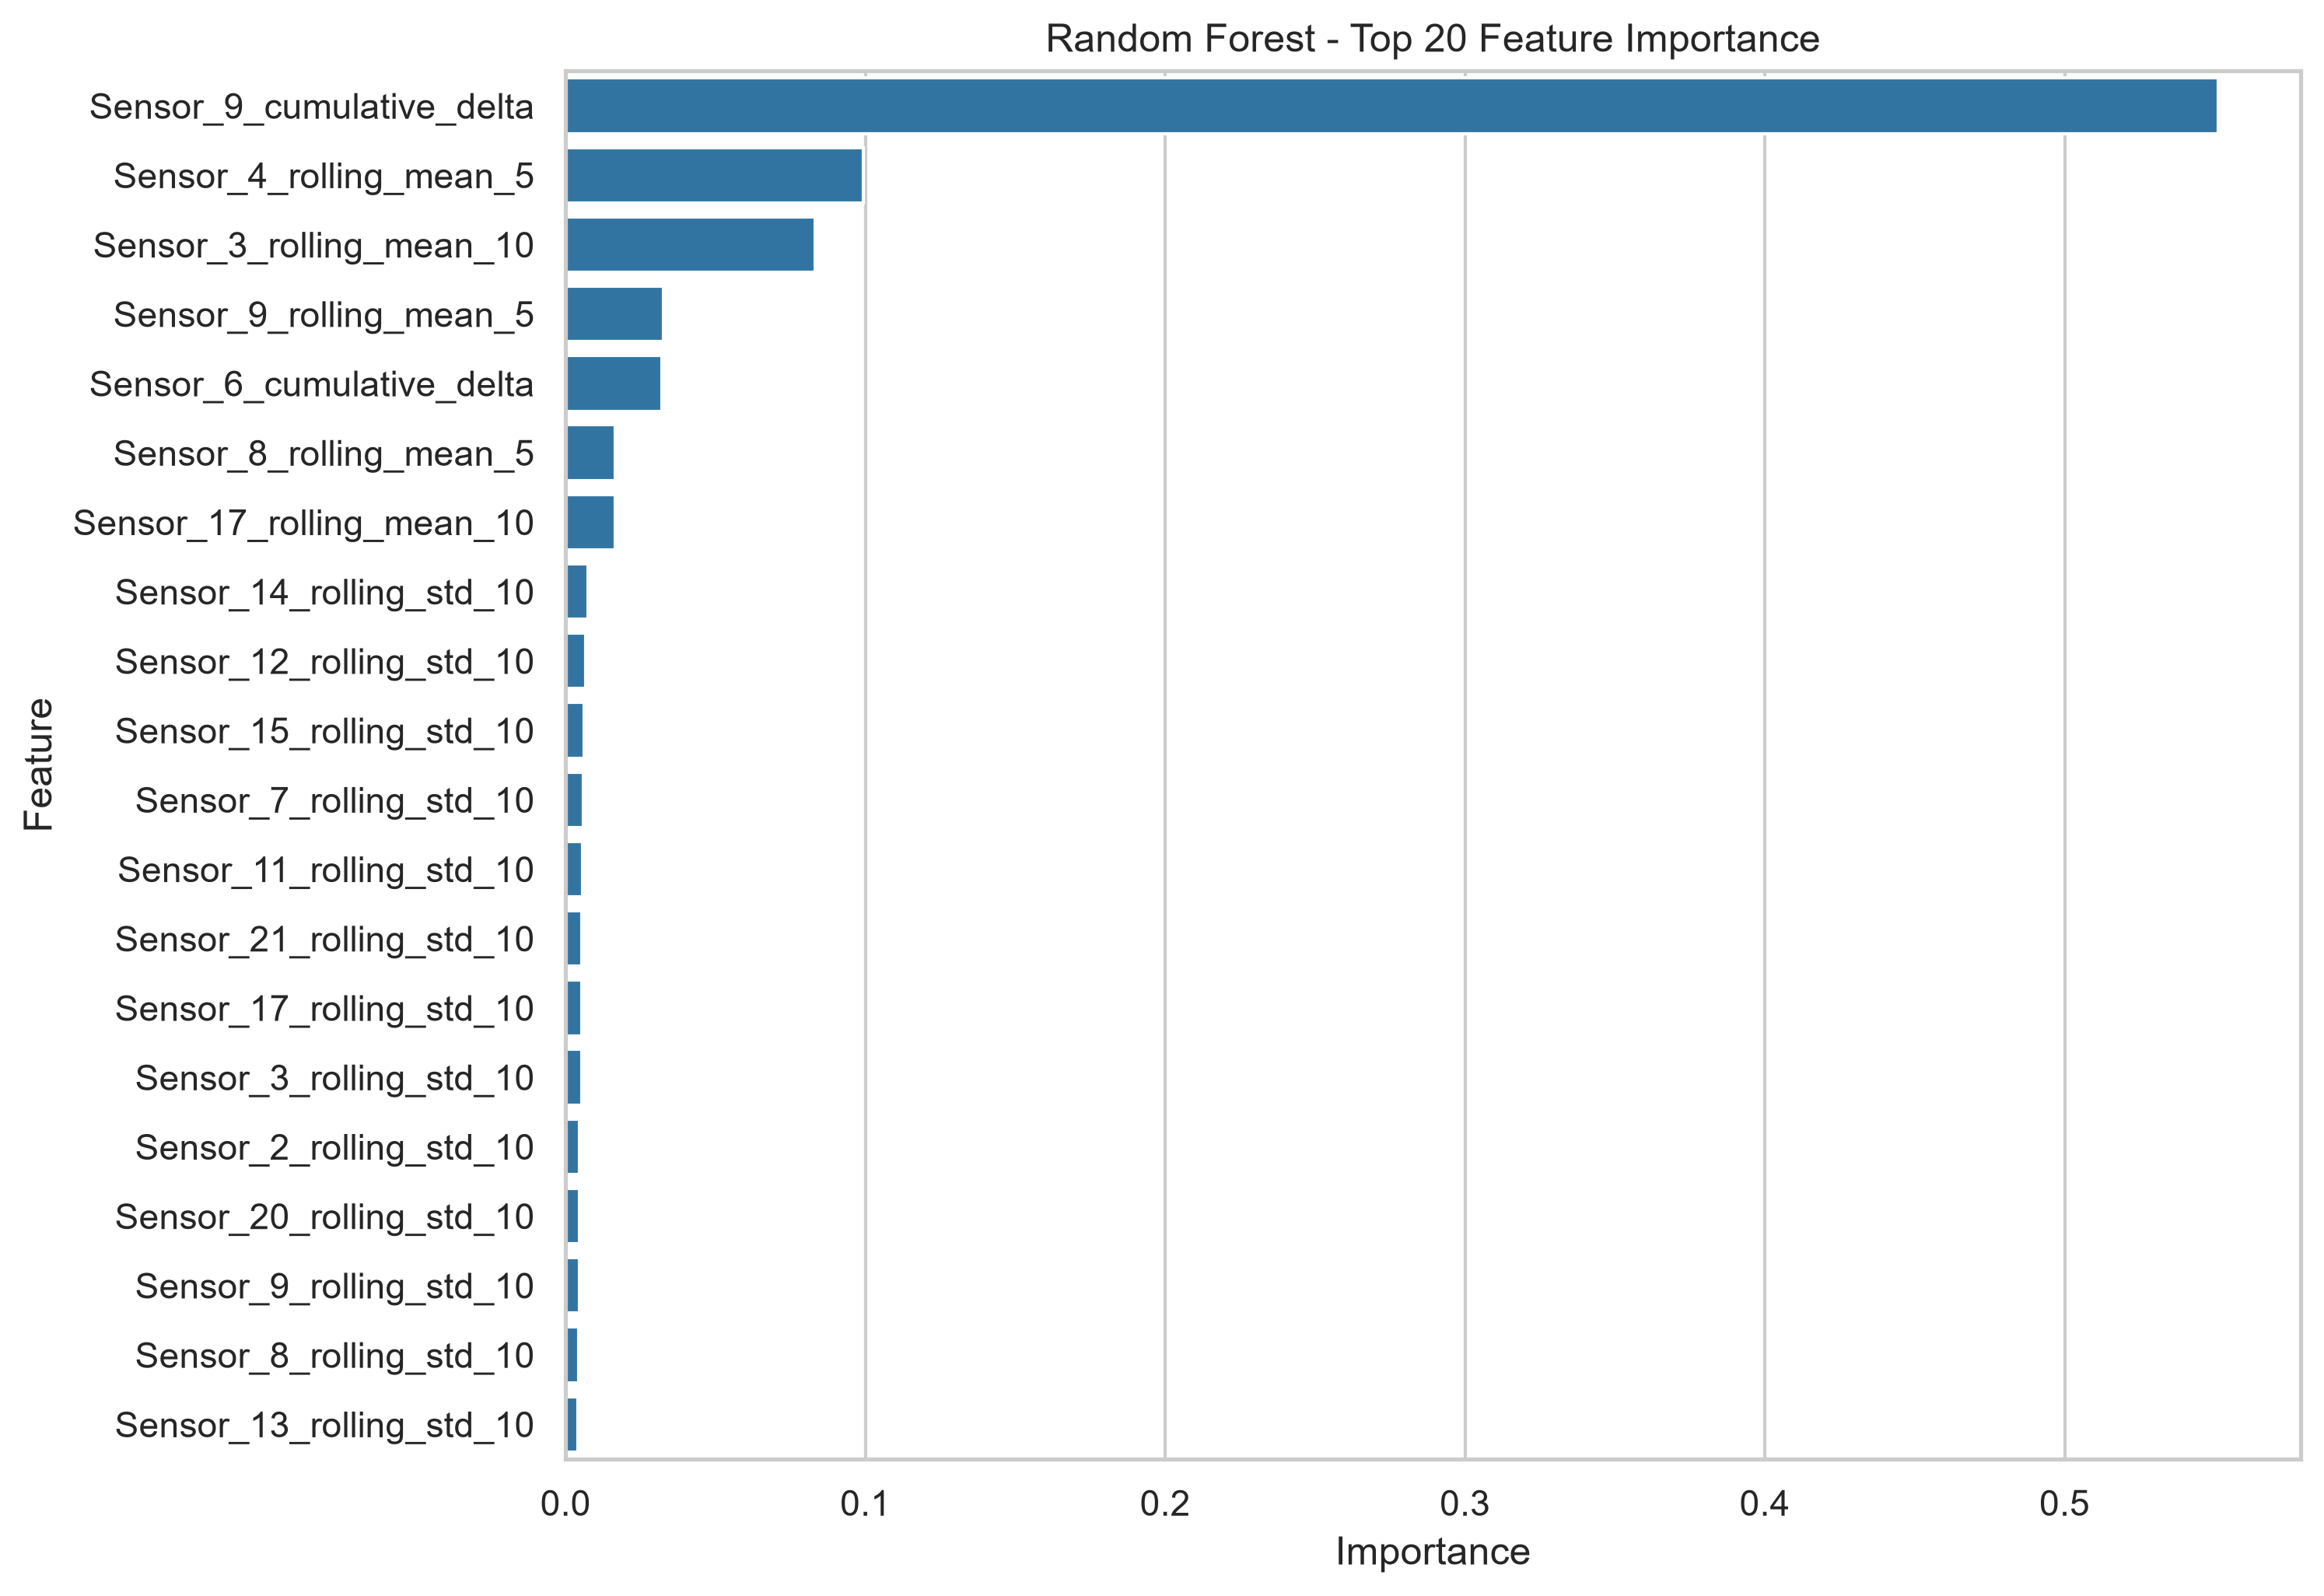 Random Forest - Top 20 Feature Importance
Sensor_9_cumulative_delta
Sensor_4_rolling_mean_5
Sensor_3_rolling_mean_10
Sensor_9_rolling_mean_5
Sensor_6_cumulative_delta
Sensor_8_rolling_mean_5
Sensor_17_rolling_mean_10
Sensor_14_rolling_std_10
Sensor_12_rolling_std_10
Sensor_15_rolling_std_10
Sensor_7_rolling_std_10
Sensor_11_rolling_std_10
Sensor_21_rolling_std_10
Sensor_17_rolling_std_10
Sensor_3_rolling_std_10
Sensor_2_rolling_std_10
Sensor_20_rolling_std_10
Sensor_9_rolling_std_10
Sensor_8_rolling_std_10
Sensor_13_rolling_std_10
Feature
0.0 0.1 0.2 0.3 0.4 0.5
Importance